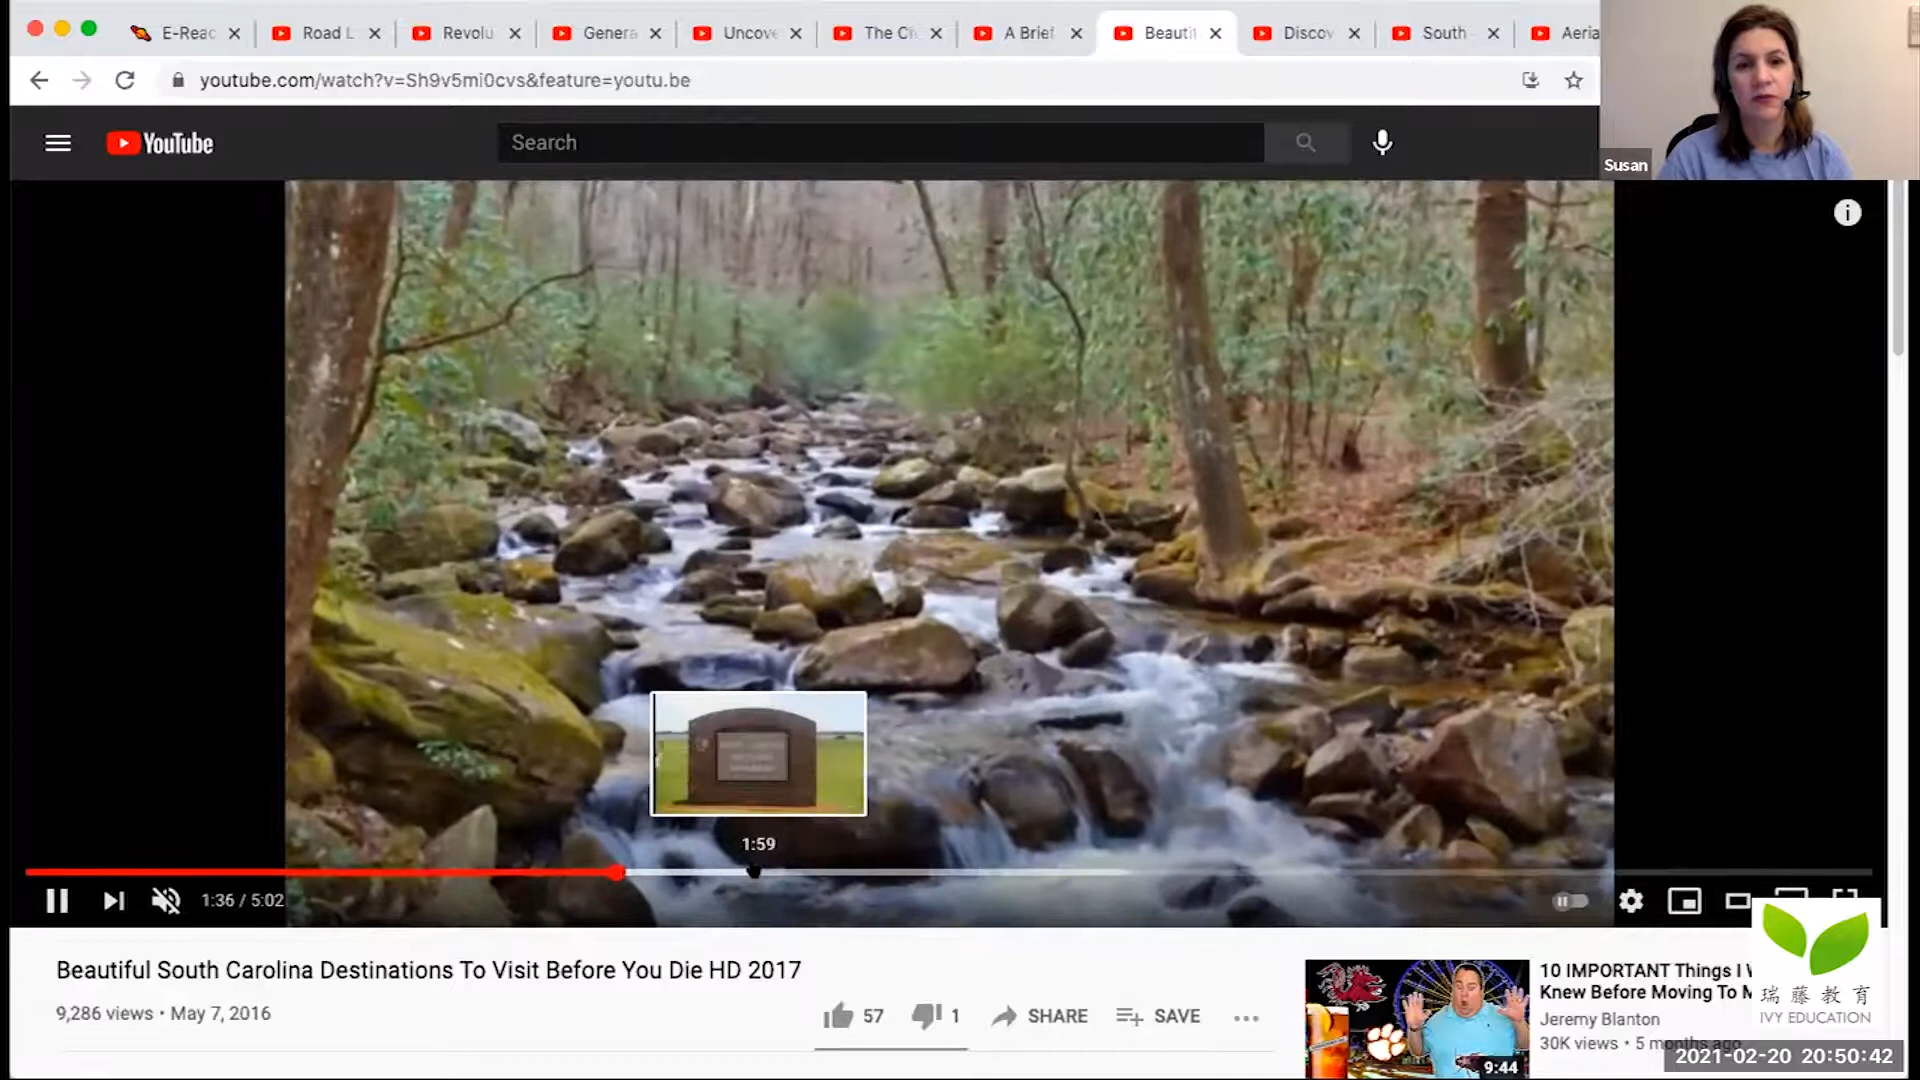 E-Reac
Road L
Revolu
Genera
Uncove
The Ci
A Brief
Beautif
Discov
South
Aeria
youtube.com/watch?v=Sh9v5mi0cvs&feature=youtu.be
YouTube
Search
Susan
1:59
1:36 / 5:02
Beautiful South Carolina Destinations To Visit Before You Die HD 2017
9,286 views • May 7, 2016
57
1
SHARE
SAVE
10 IMPORTANT Things I W
Knew Before Moving To M
Jeremy Blanton
30K views • 5 months ago
9:44
瑞藤教育
IVY EDUCATION
2021-02-20 20:50:42